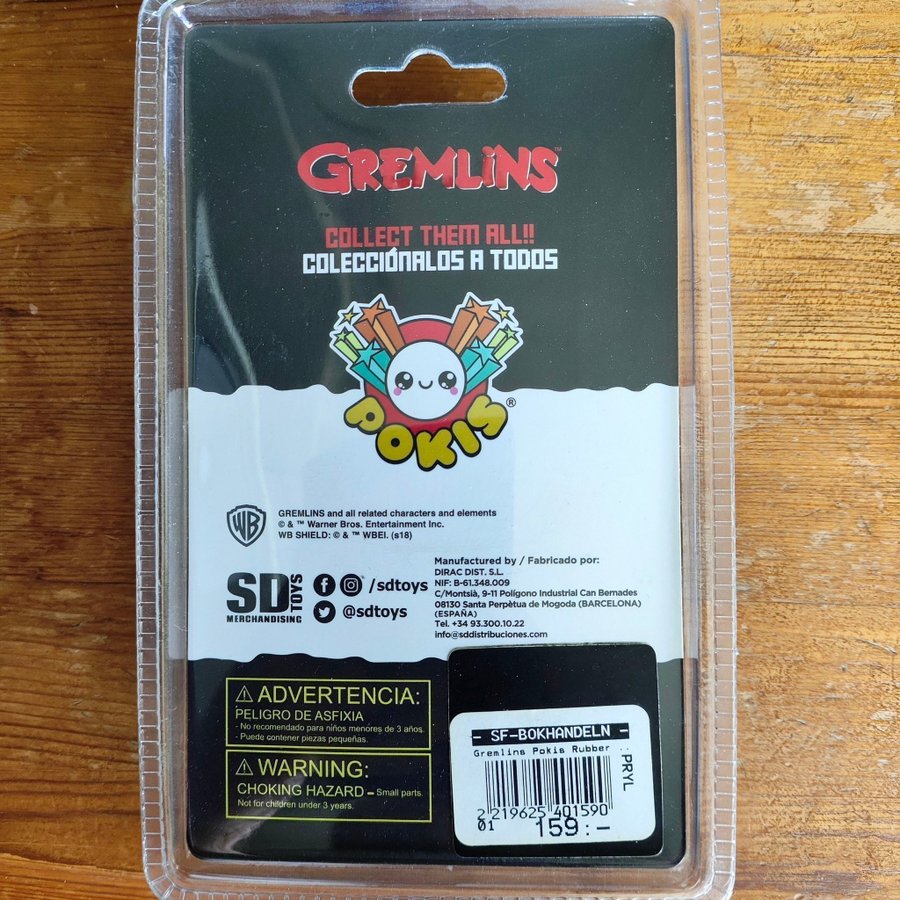 GREMLiNS™
COLLECT THEM ALL!!
COLECCIÓNALOS A TODOS
POKIS®
WB
GREMLINS and all related characters and elements
© & ™ Warner Bros. Entertainment Inc.
WB SHIELD: © & ™ WBEI. (s18)
SD TOYS
MERCHANDISING
/sdtoys
@sdtoys
Manufactured by / Fabricado por:
DIRAC DIST. S.L.
NIF: B-61.348.009
C/Montsià, 9-11 Polígono Industrial Can Bernades
08130 Santa Perpètua de Mogoda (BARCELONA)
(ESPAÑA)
Tel. +34 93.300.10.22
info@sddistribuciones.com
ADVERTENCIA:
PELIGRO DE ASFIXIA
- No recomendado para niños menores de 3 años.
- Puede contener piezas pequeñas.
WARNING:
CHOKING HAZARD – Small parts.
Not for children under 3 years.
- SF-BOKHANDELN -
Gremlins Pokis Rubber ..
PRYL
2 219625 401590
01 159:-